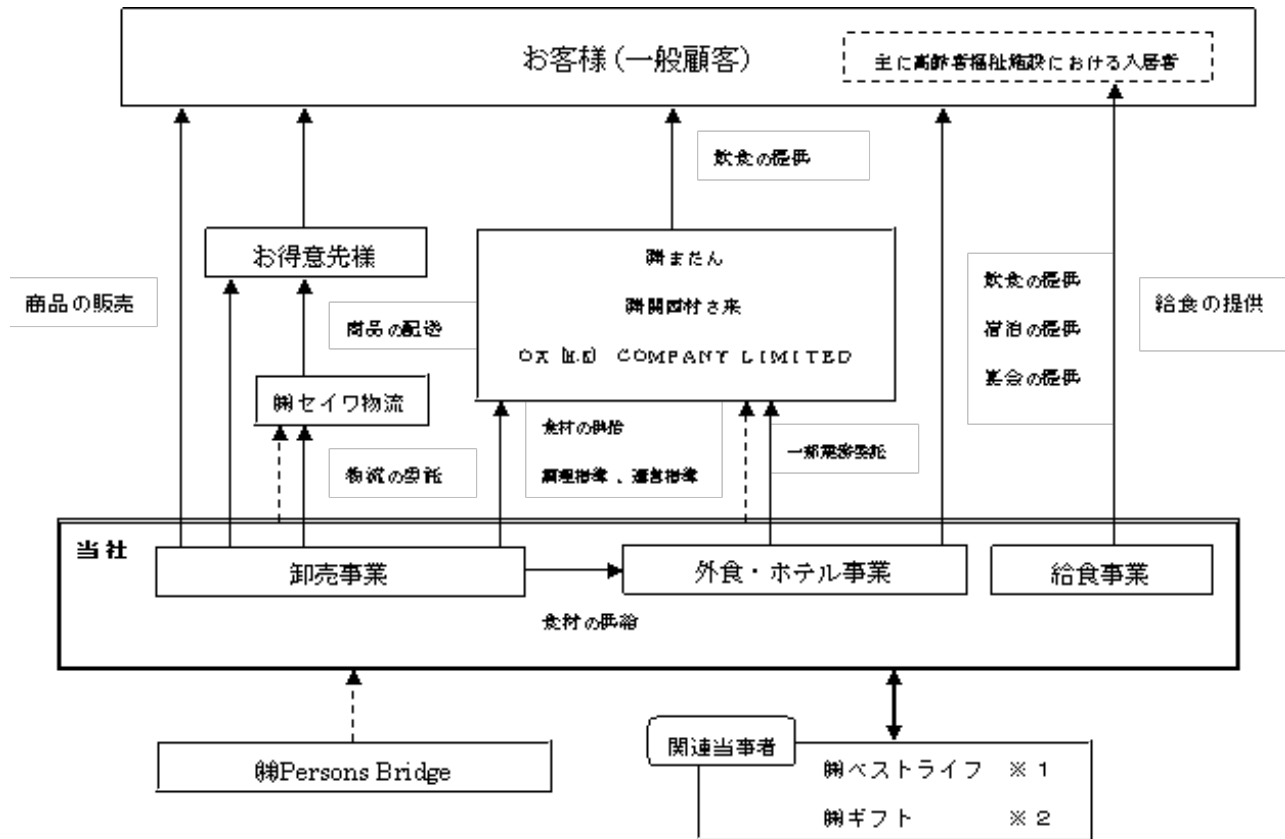 お客様(一般顧客)
主に高齢者福祉施設における入居者
飲食の提供
お得意先様
㈱またん
㈱関西村さ来
OX (H.K) COMPANY LIMITED
商品の販売
商品の配送
飲食の提供
宿泊の提供
宴会の提供
給食の提供
㈱セイワ物流
物流の委託
食材の供給
調理指導、運営指導
一部業務委託
当社
卸売事業
外食・ホテル事業
給食事業
食材の供給
㈱Persons Bridge
関連当事者
㈱ベストライフ ※1
㈱ギフト ※2